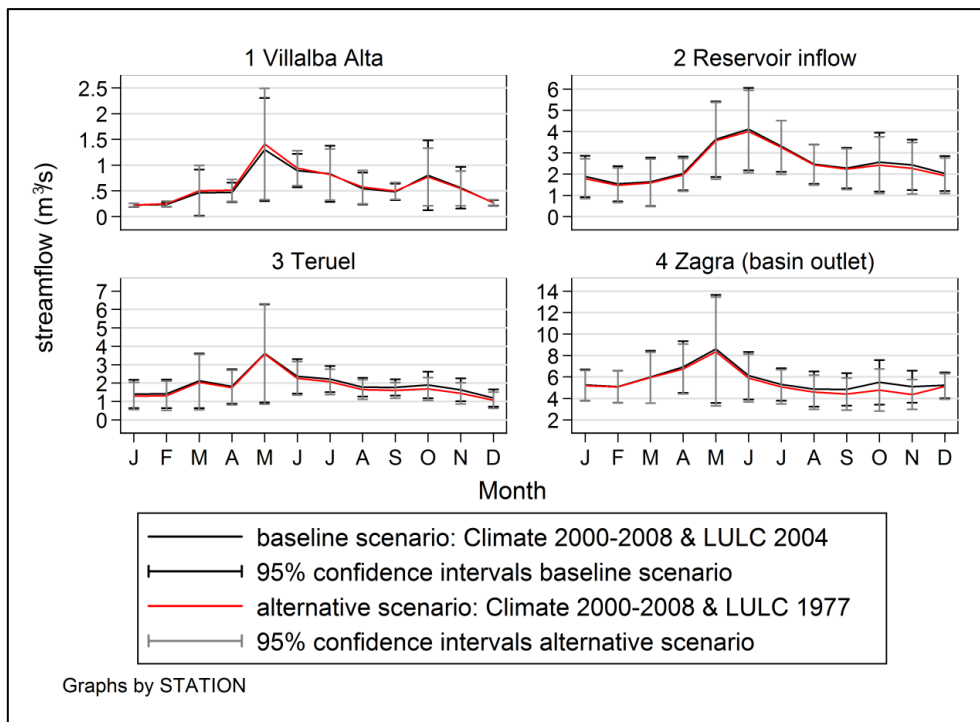 1 Villalba Alta
2 Reservoir inflow
2.5
2
1.5
1
.5
0
6
5
4
3
2
1
0
3 Teruel
4 Zagra (basin outlet)
7
6
5
4
3
2
1
0
14
12
10
8
6
4
2
streamflow (m³/s)
J F M A M J J A S O N D
J F M A M J J A S O N D
Month
baseline scenario: Climate 2000-2008 & LULC 2004
95% confidence intervals baseline scenario
alternative scenario: Climate 2000-2008 & LULC 1977
95% confidence intervals alternative scenario
Graphs by STATION